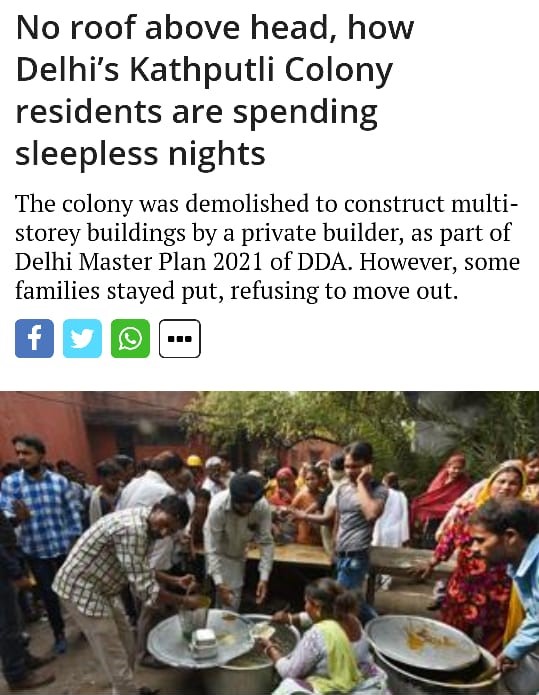 No roof above head, how
Delhi’s Kathputli Colony
residents are spending
sleepless nights
The colony was demolished to construct multi-
storey buildings by a private builder, as part of
Delhi Master Plan 2021 of DDA. However, some
families stayed put, refusing to move out.